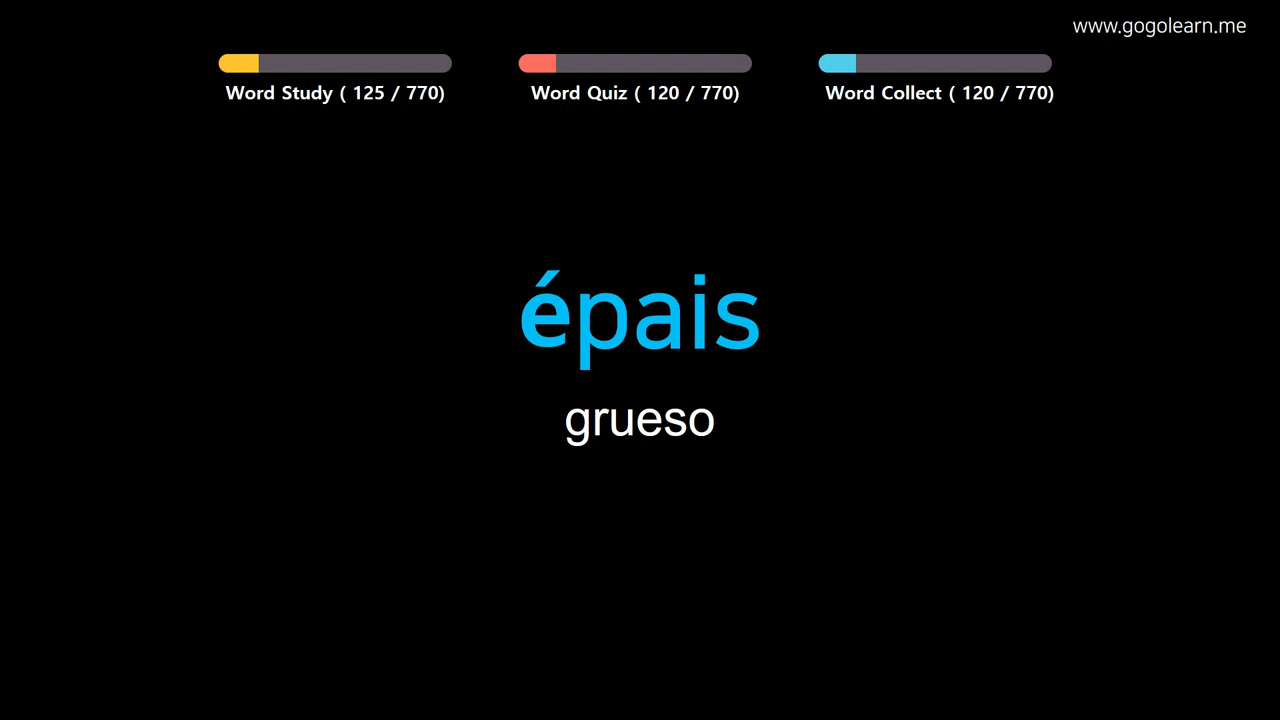 www.gogolearn.me
Word Study ( 125 / 770)
Word Quiz ( 120 / 770)
Word Collect ( 120 / 770)
épais
grueso